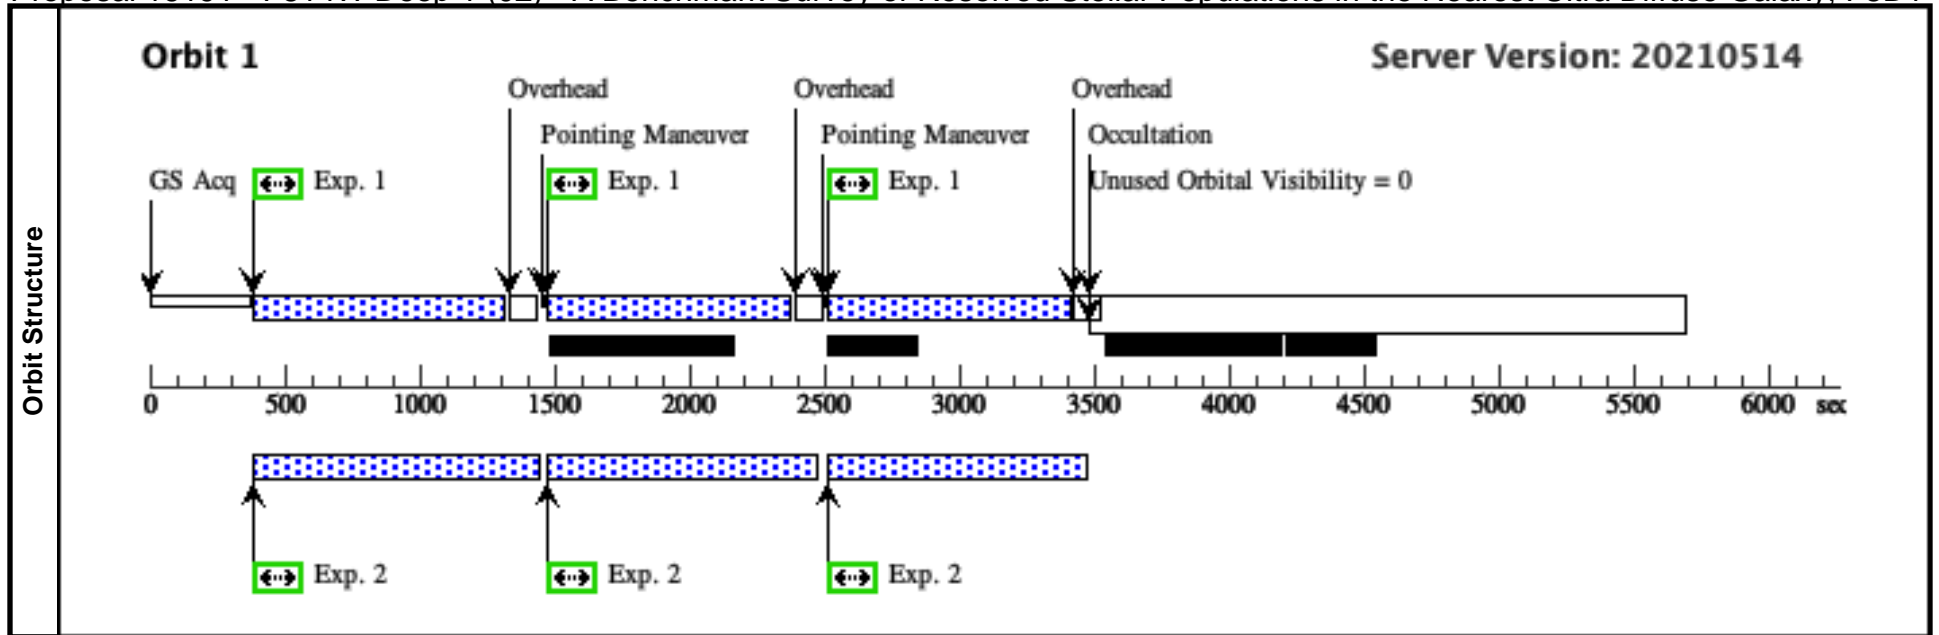 Orbit Structure
Orbit 1
Server Version: 20210514
Overhead
Overhead
Overhead
Pointing Maneuver
Pointing Maneuver
Occultation
GS Acq
Exp. 1
Exp. 1
Exp. 1
Unused Orbital Visibility = 0
0
500
1000
1500
2000
2500
3000
3500
4000
4500
5000
5500
6000
sec
Exp. 2
Exp. 2
Exp. 2